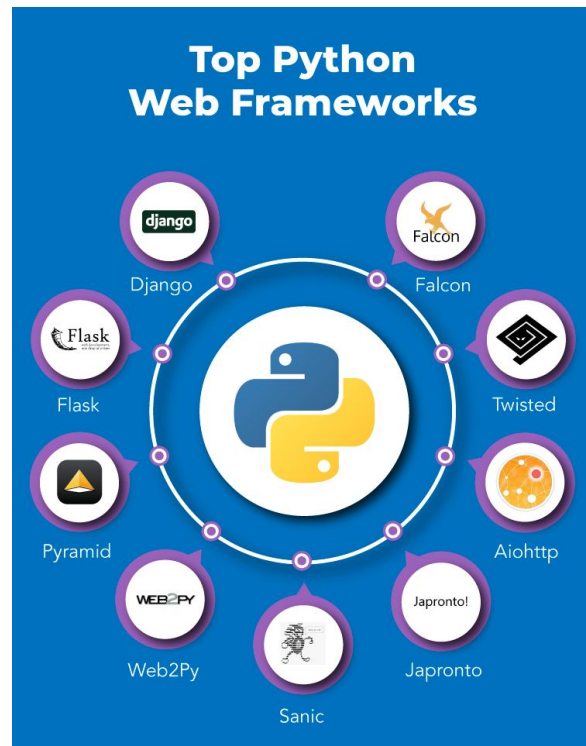 Top Python
Web Frameworks
django
Django
Falcon
Falcon
Flask
Flask
Twisted
Pyramid
Aiohttp
WEB2PY
Web2Py
Japronto!
Japronto
Sanic